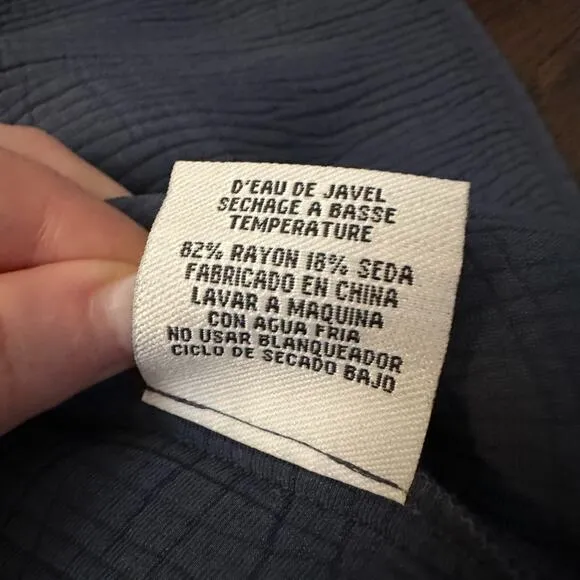 D'EAU DE JAVEL
SECHAGE A BASSE
TEMPERATURE
82% RAYON 18% SEDA
FABRICADO EN CHINA
LAVAR A MAQUINA
CON AGUA FRIA
NO USAR BLANQUEADOR
CICLO DE SECADO BAJO